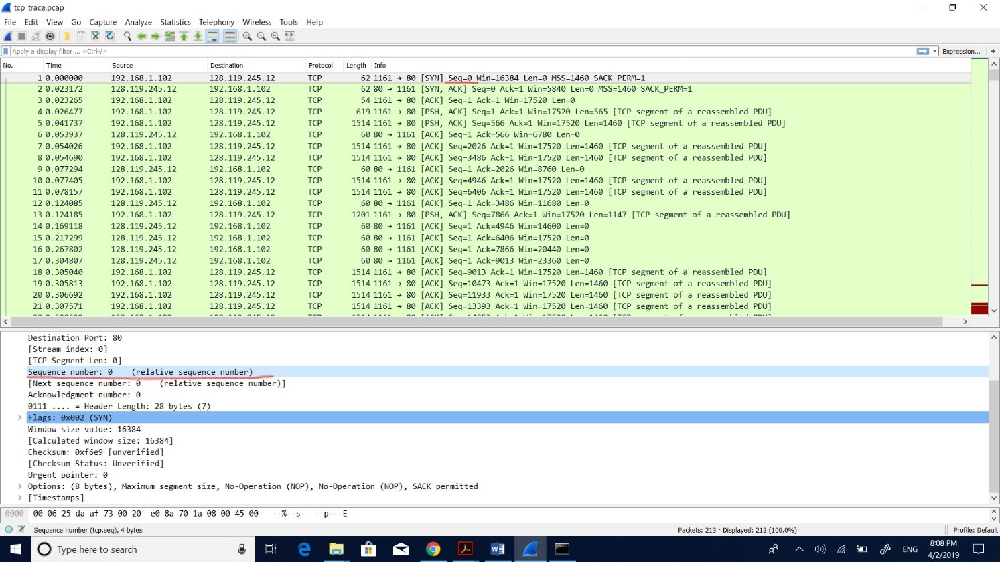 tcp_trace.pcap
File Edit View Go Capture Analyze Statistics Telephony Wireless Tools Help
Apply a display filter ... <Ctrl-/> Expression... +
No. Time Source Destination Protocol Length Info
1 0.000000 192.168.1.102 128.119.245.12 TCP 62 1161 → 80 [SYN] Seq=0 Win=16384 Len=0 MSS=1460 SACK_PERM=1
2 0.023172 128.119.245.12 192.168.1.102 TCP 62 80 → 1161 [SYN, ACK] Seq=0 Ack=1 Win=5840 Len=0 MSS=1460 SACK_PERM=1
3 0.023265 192.168.1.102 128.119.245.12 TCP 54 1161 → 80 [ACK] Seq=1 Ack=1 Win=17520 Len=0
4 0.026477 192.168.1.102 128.119.245.12 TCP 619 1161 → 80 [PSH, ACK] Seq=1 Ack=1 Win=17520 Len=565 [TCP segment of a reassembled PDU]
5 0.041737 192.168.1.102 128.119.245.12 TCP 1514 1161 → 80 [PSH, ACK] Seq=566 Ack=1 Win=17520 Len=1460 [TCP segment of a reassembled PDU]
6 0.053937 128.119.245.12 192.168.1.102 TCP 60 80 → 1161 [ACK] Seq=1 Ack=566 Win=6780 Len=0
7 0.054026 192.168.1.102 128.119.245.12 TCP 1514 1161 → 80 [ACK] Seq=2026 Ack=1 Win=17520 Len=1460 [TCP segment of a reassembled PDU]
8 0.054690 192.168.1.102 128.119.245.12 TCP 1514 1161 → 80 [ACK] Seq=3486 Ack=1 Win=17520 Len=1460 [TCP segment of a reassembled PDU]
9 0.077294 128.119.245.12 192.168.1.102 TCP 60 80 → 1161 [ACK] Seq=1 Ack=2026 Win=8760 Len=0
10 0.077405 192.168.1.102 128.119.245.12 TCP 1514 1161 → 80 [ACK] Seq=4946 Ack=1 Win=17520 Len=1460 [TCP segment of a reassembled PDU]
11 0.078157 192.168.1.102 128.119.245.12 TCP 1514 1161 → 80 [ACK] Seq=6406 Ack=1 Win=17520 Len=1460 [TCP segment of a reassembled PDU]
12 0.124085 128.119.245.12 192.168.1.102 TCP 60 80 → 1161 [ACK] Seq=1 Ack=3486 Win=11680 Len=0
13 0.124185 192.168.1.102 128.119.245.12 TCP 1201 1161 → 80 [PSH, ACK] Seq=7866 Ack=1 Win=17520 Len=1147 [TCP segment of a reassembled PDU]
14 0.169118 128.119.245.12 192.168.1.102 TCP 60 80 → 1161 [ACK] Seq=1 Ack=4946 Win=14600 Len=0
15 0.217299 128.119.245.12 192.168.1.102 TCP 60 80 → 1161 [ACK] Seq=1 Ack=6406 Win=17520 Len=0
16 0.267802 128.119.245.12 192.168.1.102 TCP 60 80 → 1161 [ACK] Seq=1 Ack=7866 Win=20440 Len=0
17 0.304807 128.119.245.12 192.168.1.102 TCP 60 80 → 1161 [ACK] Seq=1 Ack=9013 Win=23360 Len=0
18 0.305040 192.168.1.102 128.119.245.12 TCP 1514 1161 → 80 [ACK] Seq=9013 Ack=1 Win=17520 Len=1460 [TCP segment of a reassembled PDU]
19 0.305813 192.168.1.102 128.119.245.12 TCP 1514 1161 → 80 [ACK] Seq=10473 Ack=1 Win=17520 Len=1460 [TCP segment of a reassembled PDU]
20 0.306692 192.168.1.102 128.119.245.12 TCP 1514 1161 → 80 [ACK] Seq=11933 Ack=1 Win=17520 Len=1460 [TCP segment of a reassembled PDU]
21 0.307571 192.168.1.102 128.119.245.12 TCP 1514 1161 → 80 [ACK] Seq=13393 Ack=1 Win=17520 Len=1460 [TCP segment of a reassembled PDU]
Destination Port: 80
[Stream index: 0]
[TCP Segment Len: 0]
Sequence number: 0 (relative sequence number)
[Next sequence number: 0 (relative sequence number)]
Acknowledgment number: 0
0111 .... = Header Length: 28 bytes (7)
Flags: 0x002 (SYN)
Window size value: 16384
[Calculated window size: 16384]
Checksum: 0xf6e9 [unverified]
[Checksum Status: Unverified]
Urgent pointer: 0
Options: (8 bytes), Maximum segment size, No-Operation (NOP), No-Operation (NOP), SACK permitted
[Timestamps]
0000 00 06 25 da af 73 00 20 e0 8a 70 1a 08 00 45 00 ··%··s· ··p···E·
Sequence number (tcp.seq), 4 bytes Packets: 213 · Displayed: 213 (100.0%) Profile: Default
Type here to search ENG 8:08 PM
4/2/2019